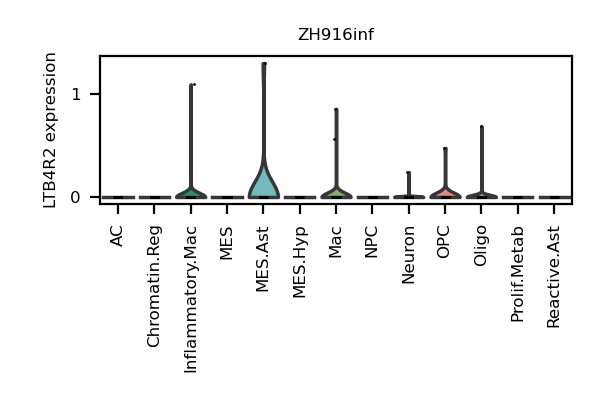 ZH916inf
LTB4R2 expression
1
0
AC
Chromatin.Reg
Inflammatory.Mac
MES
MES.Ast
MES.Hyp
Mac
NPC
Neuron
OPC
Oligo
Prolif.Metab
Reactive.Ast